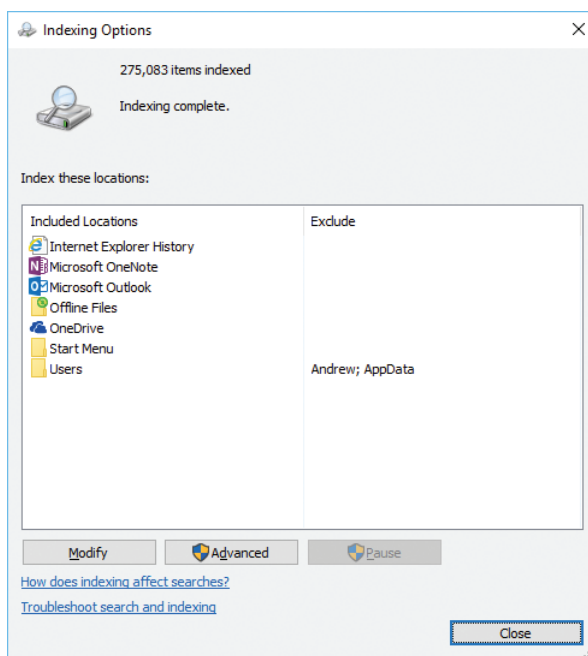 Indexing Options
275,083 items indexed
Indexing complete.
Index these locations:
Included Locations Exclude
Internet Explorer History
Microsoft OneNote
Microsoft Outlook
Offline Files
OneDrive
Start Menu
Users Andrew; AppData
Modify Advanced Pause
How does indexing affect searches?
Troubleshoot search and indexing
Close